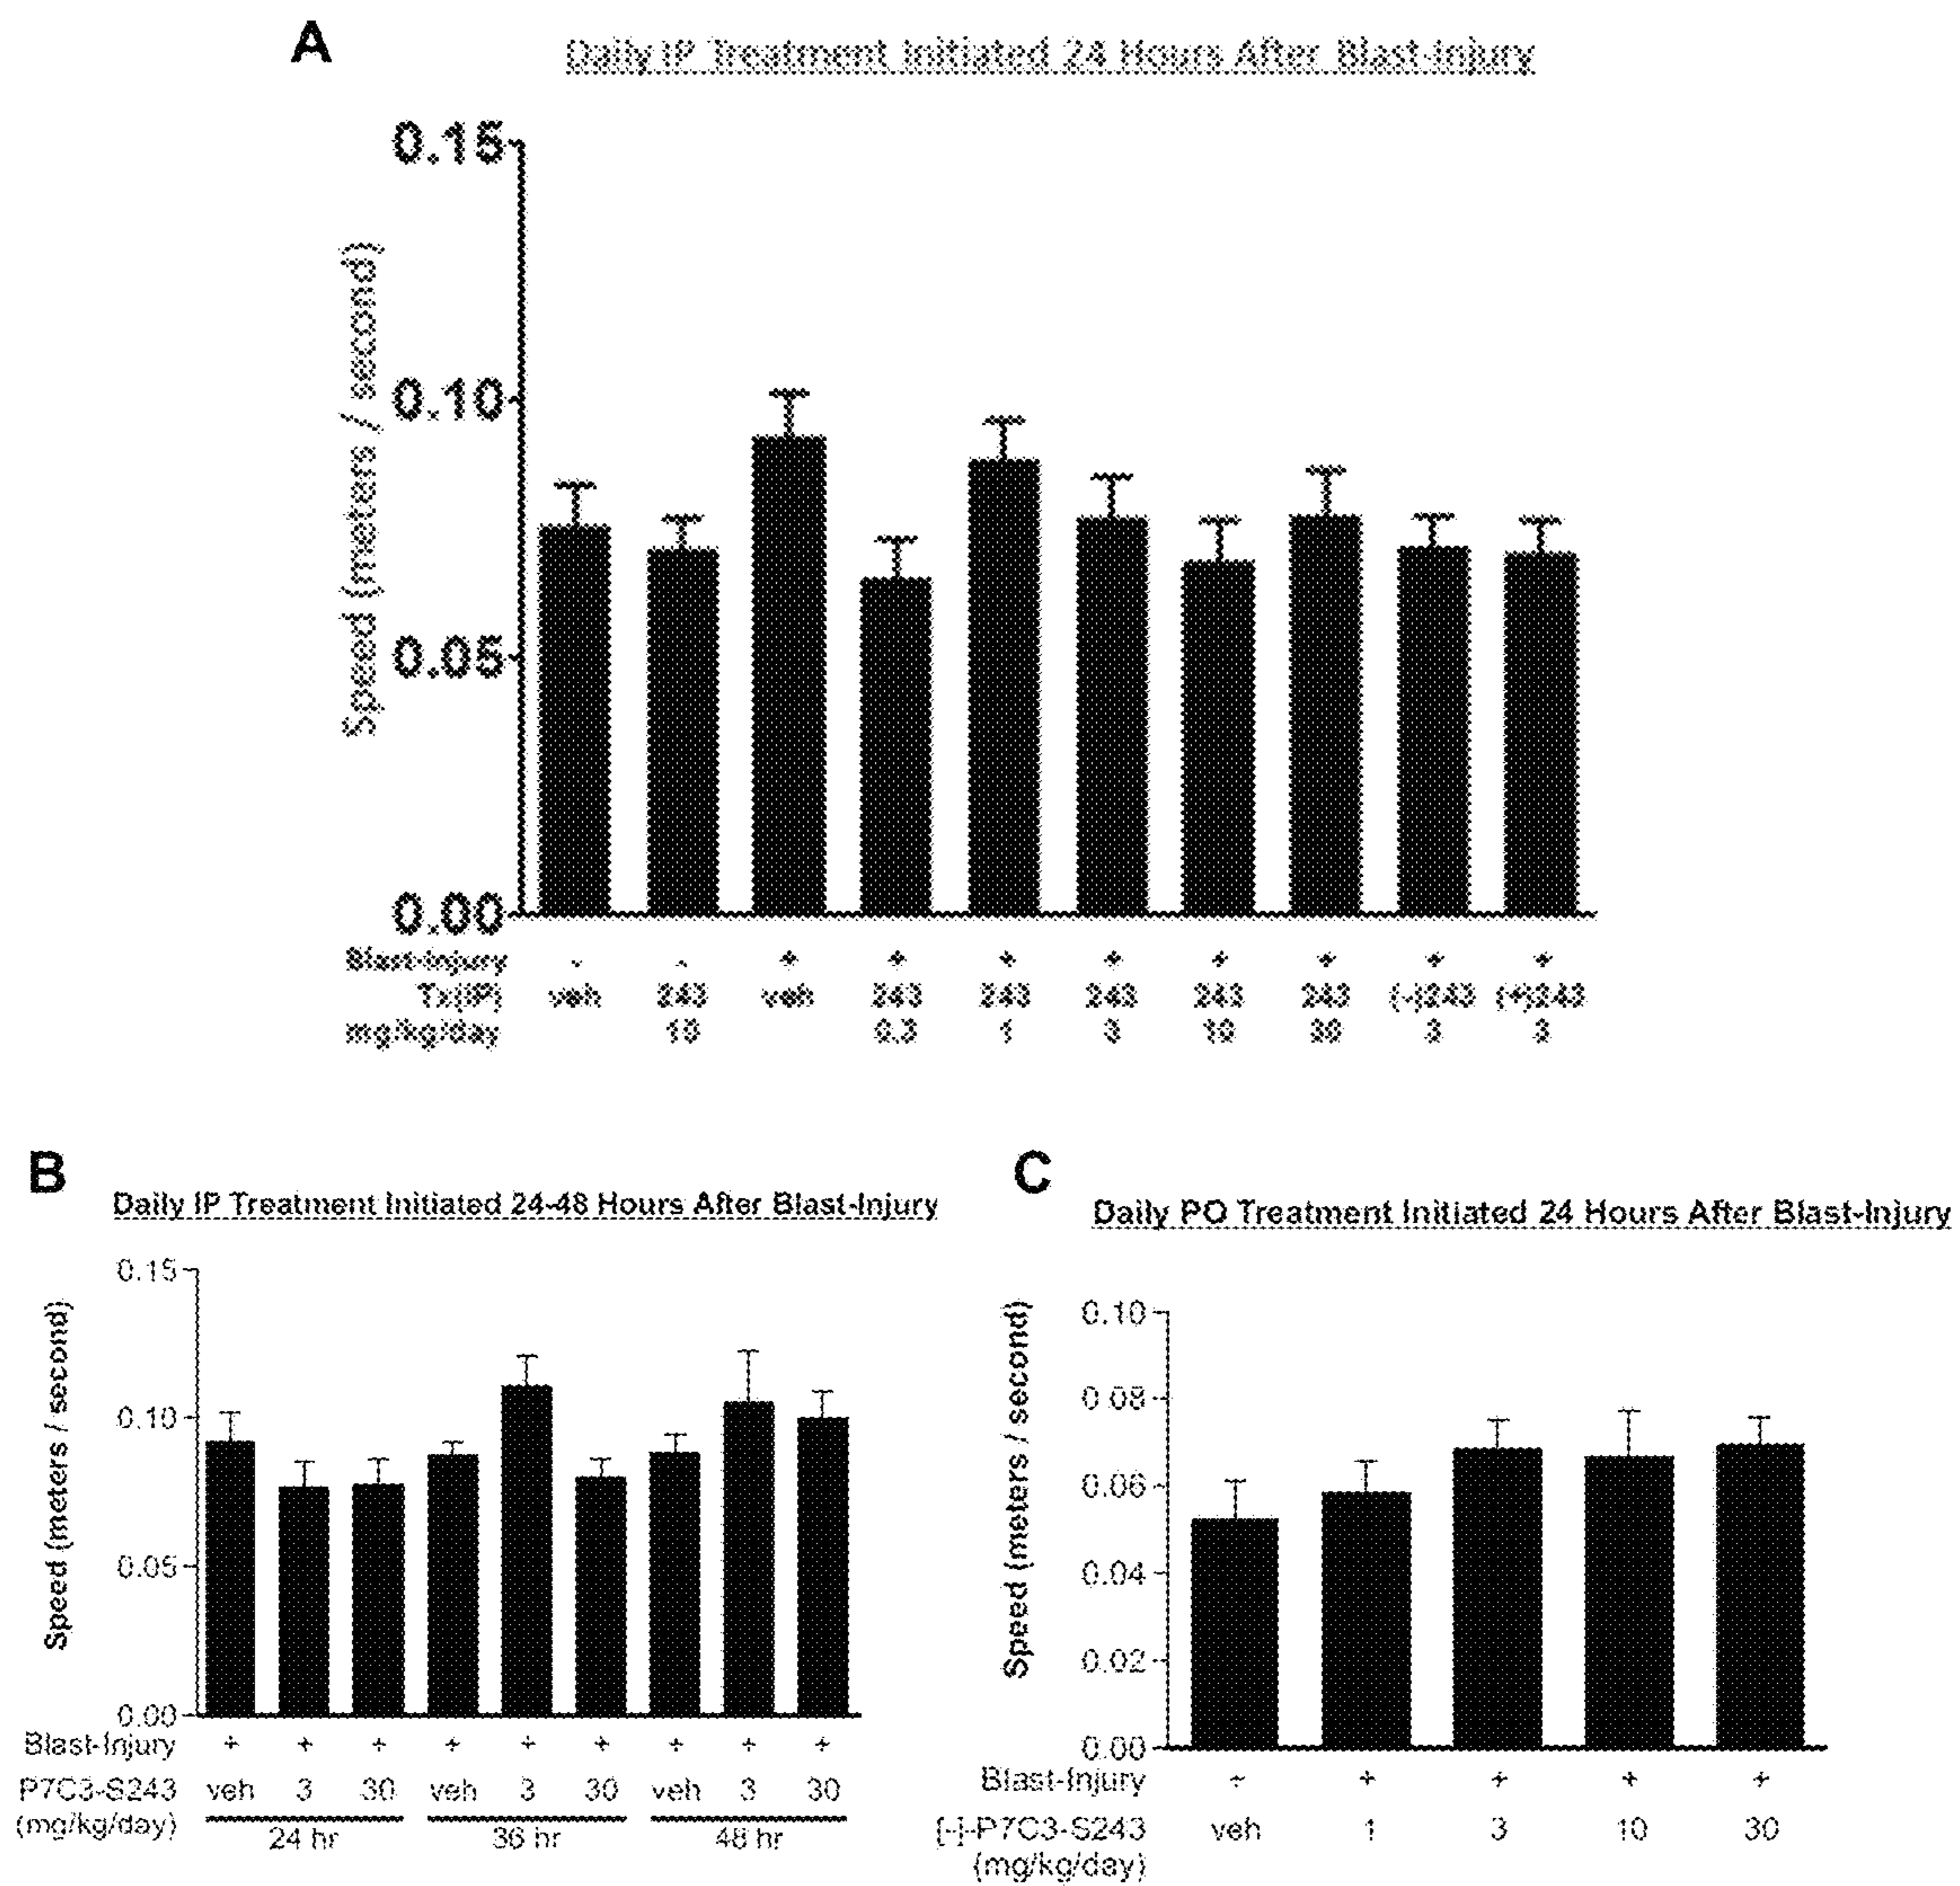 A
Daily IP Treatment Initiated 24 Hours After Blast-Injury
0.15
0.10
0.05
0.00
Speed (meters / second)
Blast-Injury - - + + + + + + + +
Tx(IP) veh 243 veh 243 243 243 243 243 (-)243 (+)243
mg/kg/day 10 0.3 1 3 10 30 3 3
B
Daily IP Treatment Initiated 24-48 Hours After Blast-Injury
0.15
0.10
0.05
0.00
Speed (meters / second)
Blast-Injury + + + + + + + + +
P7C3-S243 veh 3 30 veh 3 30 veh 3 30
(mg/kg/day) 24 hr 36 hr 48 hr
C
Daily PO Treatment Initiated 24 Hours After Blast-Injury
0.10
0.08
0.06
0.04
0.02
0.00
Speed (meters / second)
Blast-Injury + + + + +
[-]-P7C3-S243 veh 1 3 10 30
(mg/kg/day)